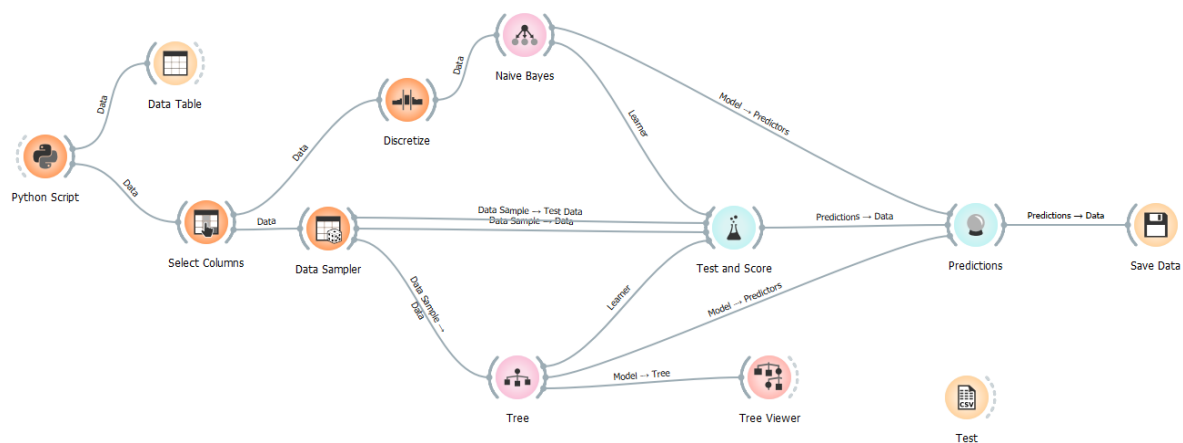 Naive Bayes
Data
Model → Predictors
Data Table
Data
Discretize
Learner
Python Script
Data
Data
Select Columns
Data
Data Sampler
Data Sample → Test Data
Data Sample → Data
Test and Score
Predictions → Data
Predictions
Predictions → Data
Save Data
Data Sample →
Data
Learner
Model → Predictors
Tree
Model → Tree
Tree Viewer
CSV
Test